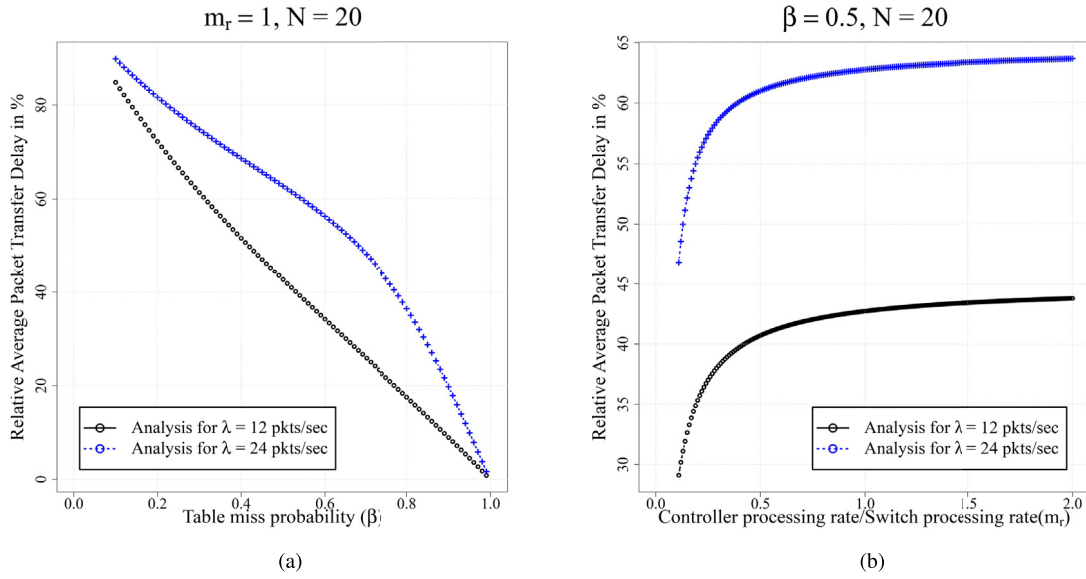 m_r = 1, N = 20
Relative Average Packet Transfer Delay in %
0 20 40 60 80
Analysis for λ = 12 pkts/sec
Analysis for λ = 24 pkts/sec
0.0 0.2 0.4 0.6 0.8 1.0
Table miss probability (β)
(a)
β = 0.5, N = 20
Relative Average Packet Transfer Delay in %
30 35 40 45 50 55 60 65
Analysis for λ = 12 pkts/sec
Analysis for λ = 24 pkts/sec
0.0 0.5 1.0 1.5 2.0
Controller processing rate/Switch processing rate(m_r)
(b)